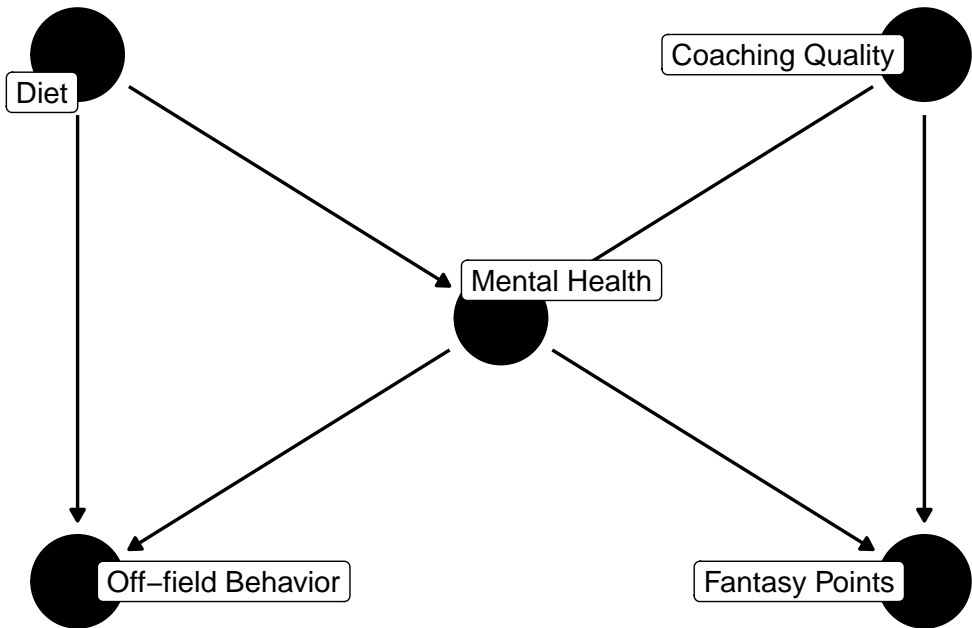 Diet
Coaching Quality
Mental Health
Off−field Behavior
Fantasy Points